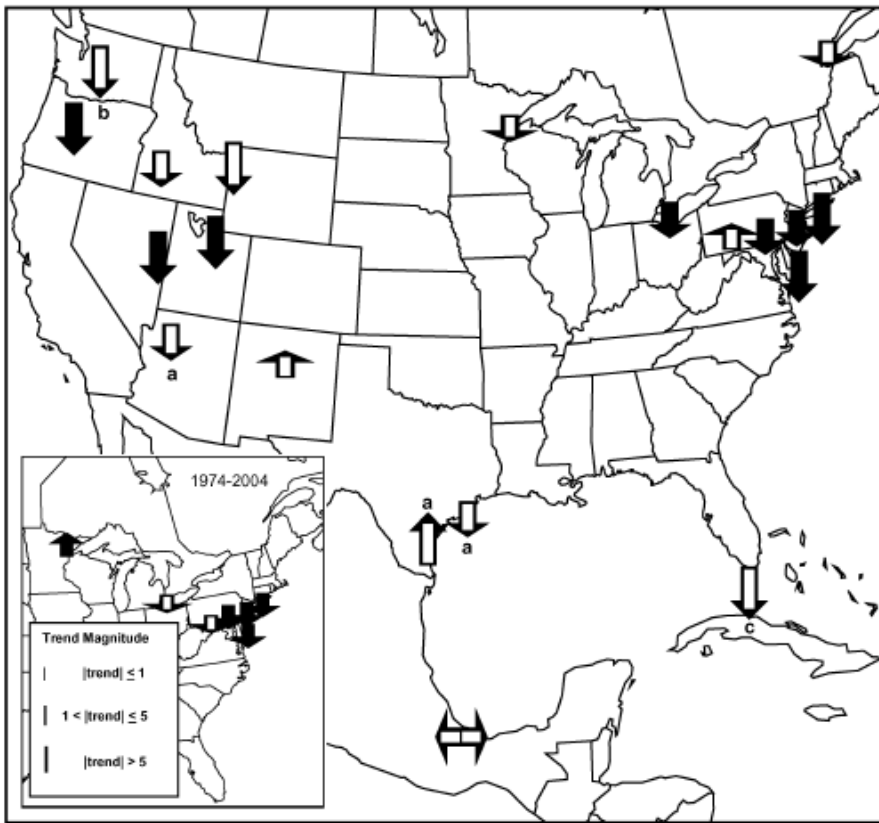 b
a
a
a
c
1974-2004
Trend Magnitude
|trend| ≤ 1
1 < |trend| ≤ 5
|trend| > 5